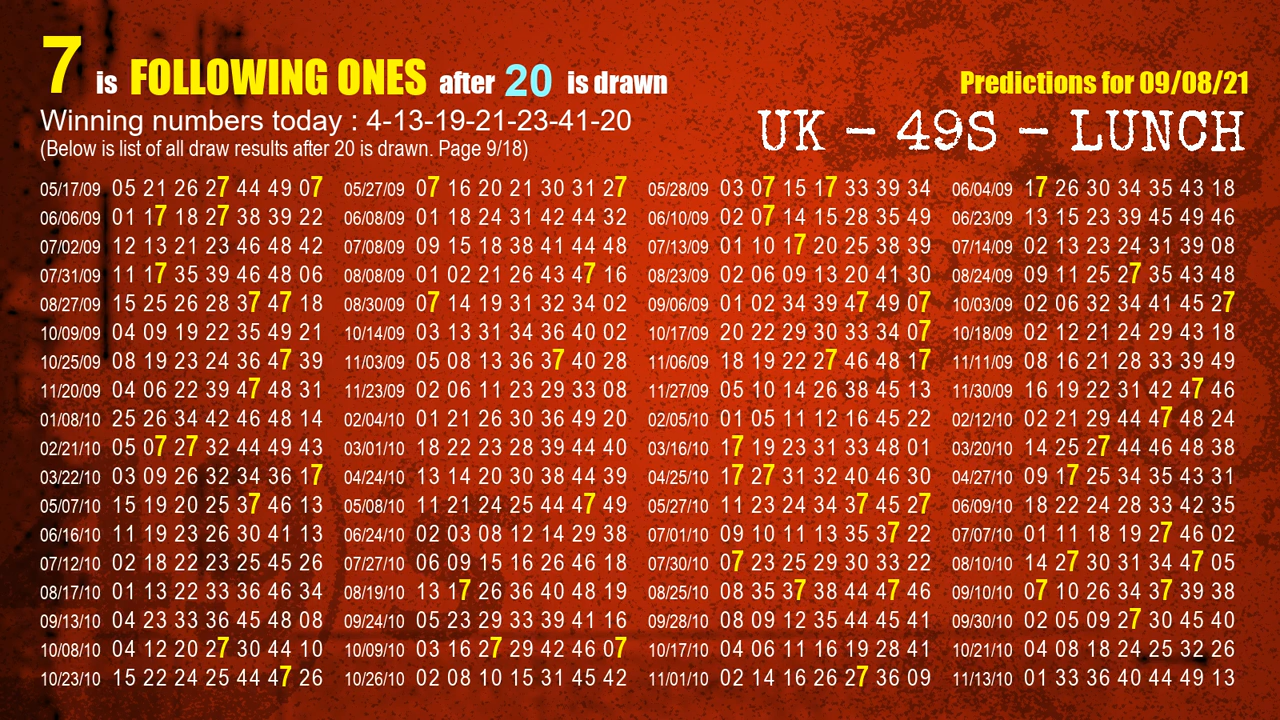 7 is FOLLOWING ONES after 20 is drawn
Predictions for 09/08/21
Winning numbers today : 4-13-19-21-23-41-20
UK - 49S - LUNCH
(Below is list of all draw results after 20 is drawn. Page 9/18)
05/17/09 05 21 26 27 44 49 07 05/27/09 07 16 20 21 30 31 27 05/28/09 03 07 15 17 33 39 34 06/04/09 17 26 30 34 35 43 18
06/06/09 01 17 18 27 38 39 22 06/08/09 01 18 24 31 42 44 32 06/10/09 02 07 14 15 28 35 49 06/23/09 13 15 23 39 45 49 46
07/02/09 12 13 21 23 46 48 42 07/08/09 09 15 18 38 41 44 48 07/13/09 01 10 17 20 25 38 39 07/14/09 02 13 23 24 31 39 08
07/31/09 11 17 35 39 46 48 06 08/08/09 01 02 21 26 43 47 16 08/23/09 02 06 09 13 20 41 30 08/24/09 09 11 25 27 35 43 48
08/27/09 15 25 26 28 37 47 18 08/30/09 07 14 19 31 32 34 02 09/06/09 01 02 34 39 47 49 07 10/03/09 02 06 32 34 41 45 27
10/09/09 04 09 19 22 35 49 21 10/14/09 03 13 31 34 36 40 02 10/17/09 20 22 29 30 33 34 07 10/18/09 02 12 21 24 29 43 18
10/25/09 08 19 23 24 36 47 39 11/03/09 05 08 13 36 37 40 28 11/06/09 18 19 22 27 46 48 17 11/11/09 08 16 21 28 33 39 49
11/20/09 04 06 22 39 47 48 31 11/23/09 02 06 11 23 29 33 08 11/27/09 05 10 14 26 38 45 13 11/30/09 16 19 22 31 42 47 46
01/08/10 25 26 34 42 46 48 14 02/04/10 01 21 26 30 36 49 20 02/05/10 01 05 11 12 16 45 22 02/12/10 02 21 29 44 47 48 24
02/21/10 05 07 27 32 44 49 43 03/01/10 18 22 23 28 39 44 40 03/16/10 17 19 23 31 33 48 01 03/20/10 14 25 27 44 46 48 38
03/22/10 03 09 26 32 34 36 17 04/24/10 13 14 20 30 38 44 39 04/25/10 17 27 31 32 40 46 30 04/27/10 09 17 25 34 35 43 31
05/07/10 15 19 20 25 37 46 13 05/08/10 11 21 24 25 44 47 49 05/27/10 11 23 24 34 37 45 27 06/09/10 18 22 24 28 33 42 35
06/16/10 11 19 23 26 30 41 13 06/24/10 02 03 08 12 14 29 38 07/01/10 09 10 11 13 35 37 22 07/07/10 01 11 18 19 27 46 02
07/12/10 02 18 22 23 25 45 26 07/27/10 06 09 15 16 26 46 18 07/30/10 07 23 25 29 30 33 22 08/10/10 14 27 30 31 34 47 05
08/17/10 01 13 22 33 36 46 34 08/19/10 13 17 26 36 40 48 19 08/25/10 08 35 37 38 44 47 46 09/10/10 07 10 26 34 37 39 38
09/13/10 04 23 33 36 45 48 08 09/24/10 05 23 29 33 39 41 16 09/28/10 08 09 12 35 44 45 41 09/30/10 02 05 09 27 30 45 40
10/08/10 04 12 20 27 30 44 10 10/09/10 03 16 27 29 42 46 07 10/17/10 04 06 11 16 19 28 41 10/21/10 04 08 18 24 25 32 26
10/23/10 15 22 24 25 44 47 26 10/26/10 02 08 10 15 31 45 42 11/01/10 02 14 16 26 27 36 09 11/13/10 01 33 36 40 44 49 13